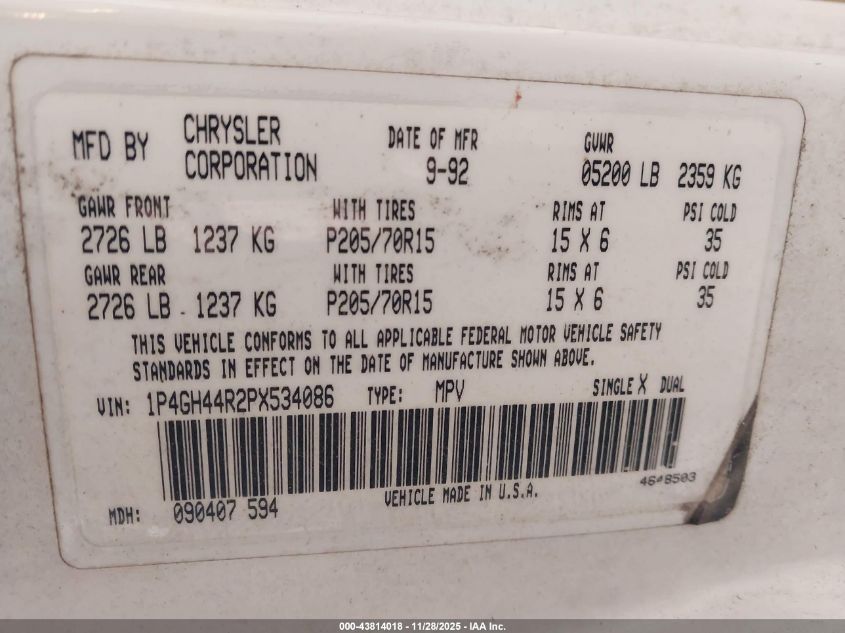 MFD BY CHRYSLER CORPORATION DATE OF MFR 9-92 GVWR 05200 LB 2359 KG
GAWR FRONT WITH TIRES RIMS AT PSI COLD
2726 LB 1237 KG P205/70R15 15 X 6 35
GAWR REAR WITH TIRES RIMS AT PSI COLD
2726 LB 1237 KG P205/70R15 15 X 6 35
THIS VEHICLE CONFORMS TO ALL APPLICABLE FEDERAL MOTOR VEHICLE SAFETY
STANDARDS IN EFFECT ON THE DATE OF MANUFACTURE SHOWN ABOVE.
VIN: 1P4GH44R2PX534086 TYPE: MPV SINGLE X DUAL
MDH: 090407 594 VEHICLE MADE IN U.S.A.
000-43814018 - 11/28/2025 - IAA Inc.